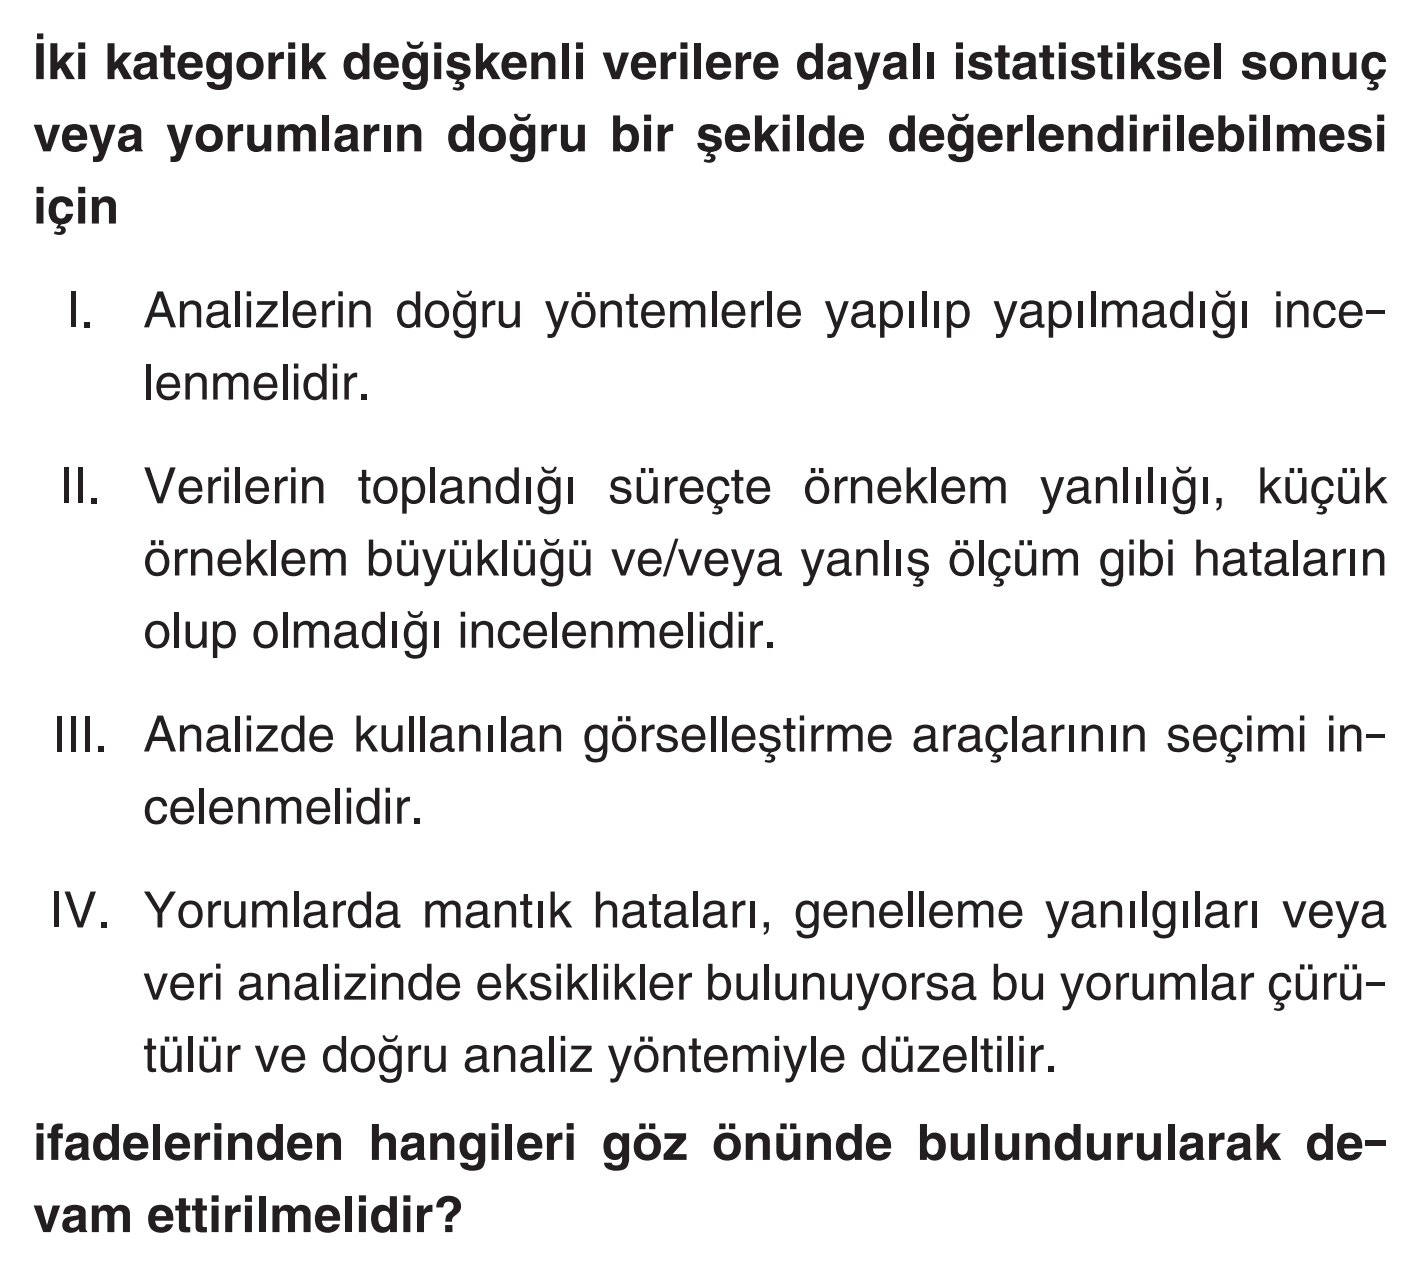 İki kategorik değişkenli verilere dayalı istatistiksel sonuç
veya yorumların doğru bir şekilde değerlendirilebilmesi
için
I. Analizlerin doğru yöntemlerle yapılıp yapılmadığı ince-
lenmelidir.
II. Verilerin toplandığı süreçte örneklem yanlılığı, küçük
örneklem büyüklüğü ve/veya yanlış ölçüm gibi hataların
olup olmadığı incelenmelidir.
III. Analizde kullanılan görselleştirme araçlarının seçimi in-
celenmelidir.
IV. Yorumlarda mantık hataları, genelleme yanılgıları veya
veri analizinde eksiklikler bulunuyorsa bu yorumlar çürü-
tülür ve doğru analiz yöntemiyle düzeltilir.
ifadelerinden hangileri göz önünde bulundurularak de-
vam ettirilmelidir?